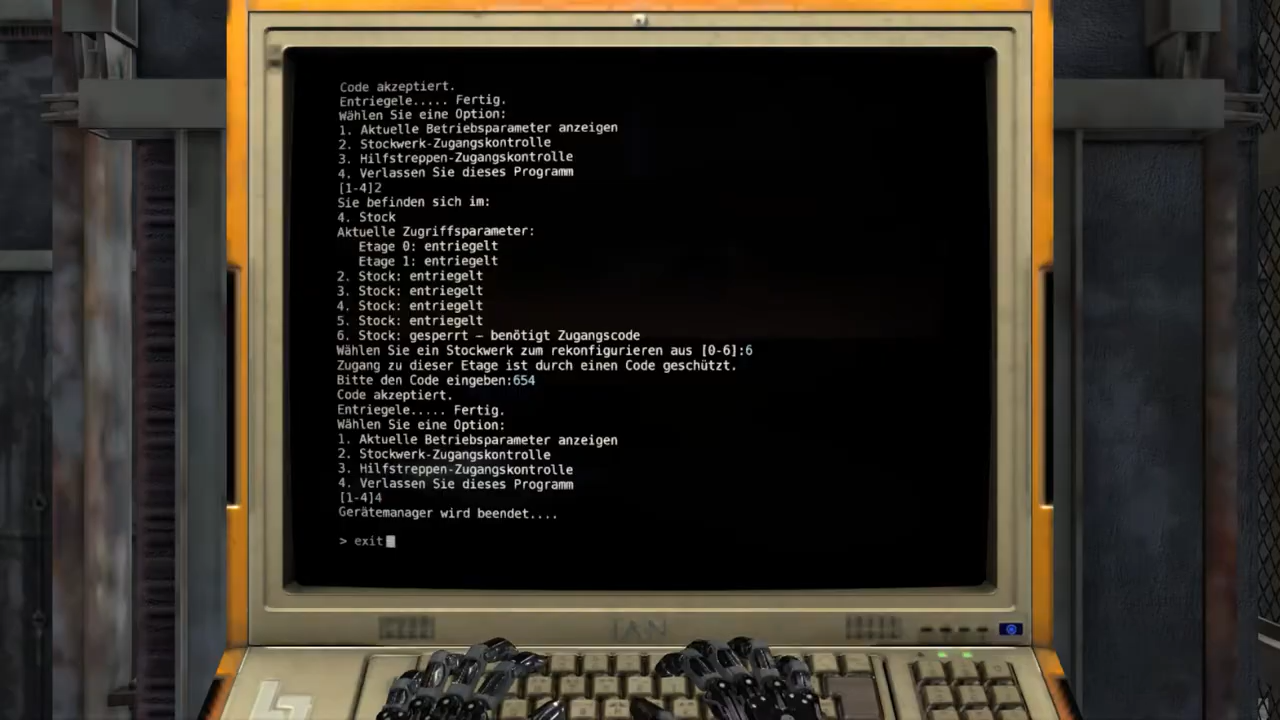 Code akzeptiert.
Entriegele..... Fertig.
Wählen Sie eine Option:
1. Aktuelle Betriebsparameter anzeigen
2. Stockwerk-Zugangskontrolle
3. Hilfstreppen-Zugangskontrolle
4. Verlassen Sie dieses Programm
[1-4]2
Sie befinden sich im:
4. Stock
Aktuelle Zugriffsparameter:
Etage 0: entriegelt
Etage 1: entriegelt
2. Stock: entriegelt
3. Stock: entriegelt
4. Stock: entriegelt
5. Stock: entriegelt
6. Stock: gesperrt – benötigt Zugangscode
Wählen Sie ein Stockwerk zum rekonfigurieren aus [0-6]:6
Zugang zu dieser Etage ist durch einen Code geschützt.
Bitte den Code eingeben:654
Code akzeptiert.
Entriegele..... Fertig.
Wählen Sie eine Option:
1. Aktuelle Betriebsparameter anzeigen
2. Stockwerk-Zugangskontrolle
3. Hilfstreppen-Zugangskontrolle
4. Verlassen Sie dieses Programm
[1-4]4
Gerätemanager wird beendet....
> exit